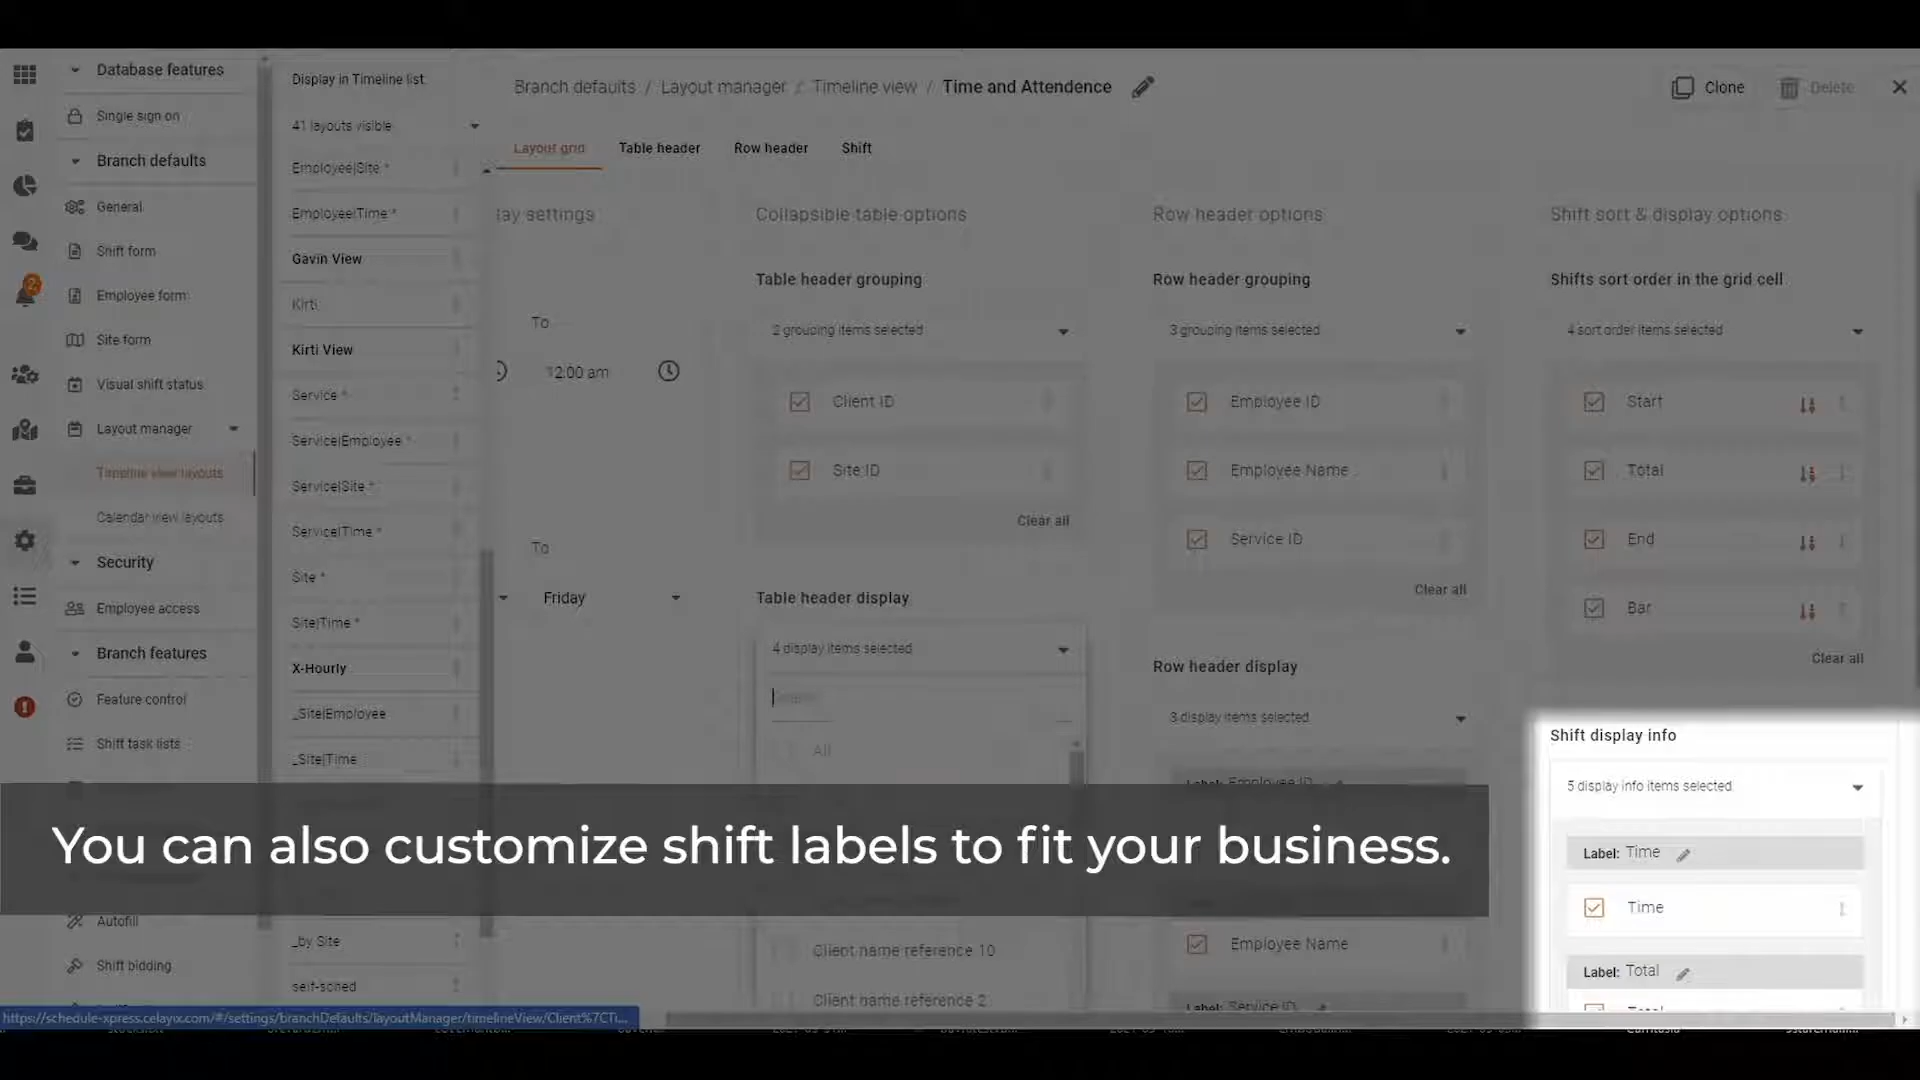 Database features
Single sign on
Branch defaults
General
Shift form
Employee form
Site form
Visual shift status
Layout manager
Timeline view layouts
Calendar view layouts
Security
Employee access
Branch features
Feature control
Shift task lists
Autofill
Shift bidding
Display in Timeline list
41 layouts visible
Employee|Site *
Employee|Time *
Gavin View
Kirti
Kirti View
Service *
Service|Employee *
Service|Site *
Service|Time *
Site *
Site|Time *
X-Hourly
_Site|Employee
_Site|Time
_by Site
self-sched
Branch defaults / Layout manager / Timeline view / Time and Attendence
Clone
Delete
Layout grid
Table header
Row header
Shift
lay settings
To
12:00 am
To
Friday
Collapsible table options
Table header grouping
2 grouping items selected
Client ID
Site ID
Clear all
Table header display
4 display items selected
All
Client name reference 10
Client name reference 2
Row header options
Row header grouping
3 grouping items selected
Employee ID
Employee Name
Service ID
Clear all
Row header display
3 display items selected
Label: Employee ID
Employee Name
Label: Service ID
Shift sort & display options
Shifts sort order in the grid cell
4 sort order items selected
Start
Total
End
Bar
Clear all
Shift display info
5 display info items selected
Label: Time
Time
Label: Total
Total
You can also customize shift labels to fit your business.
https://schedule-xpress.celayix.com/#/settings/branchDefaults/layoutManager/timelineView/Client%7CTi...